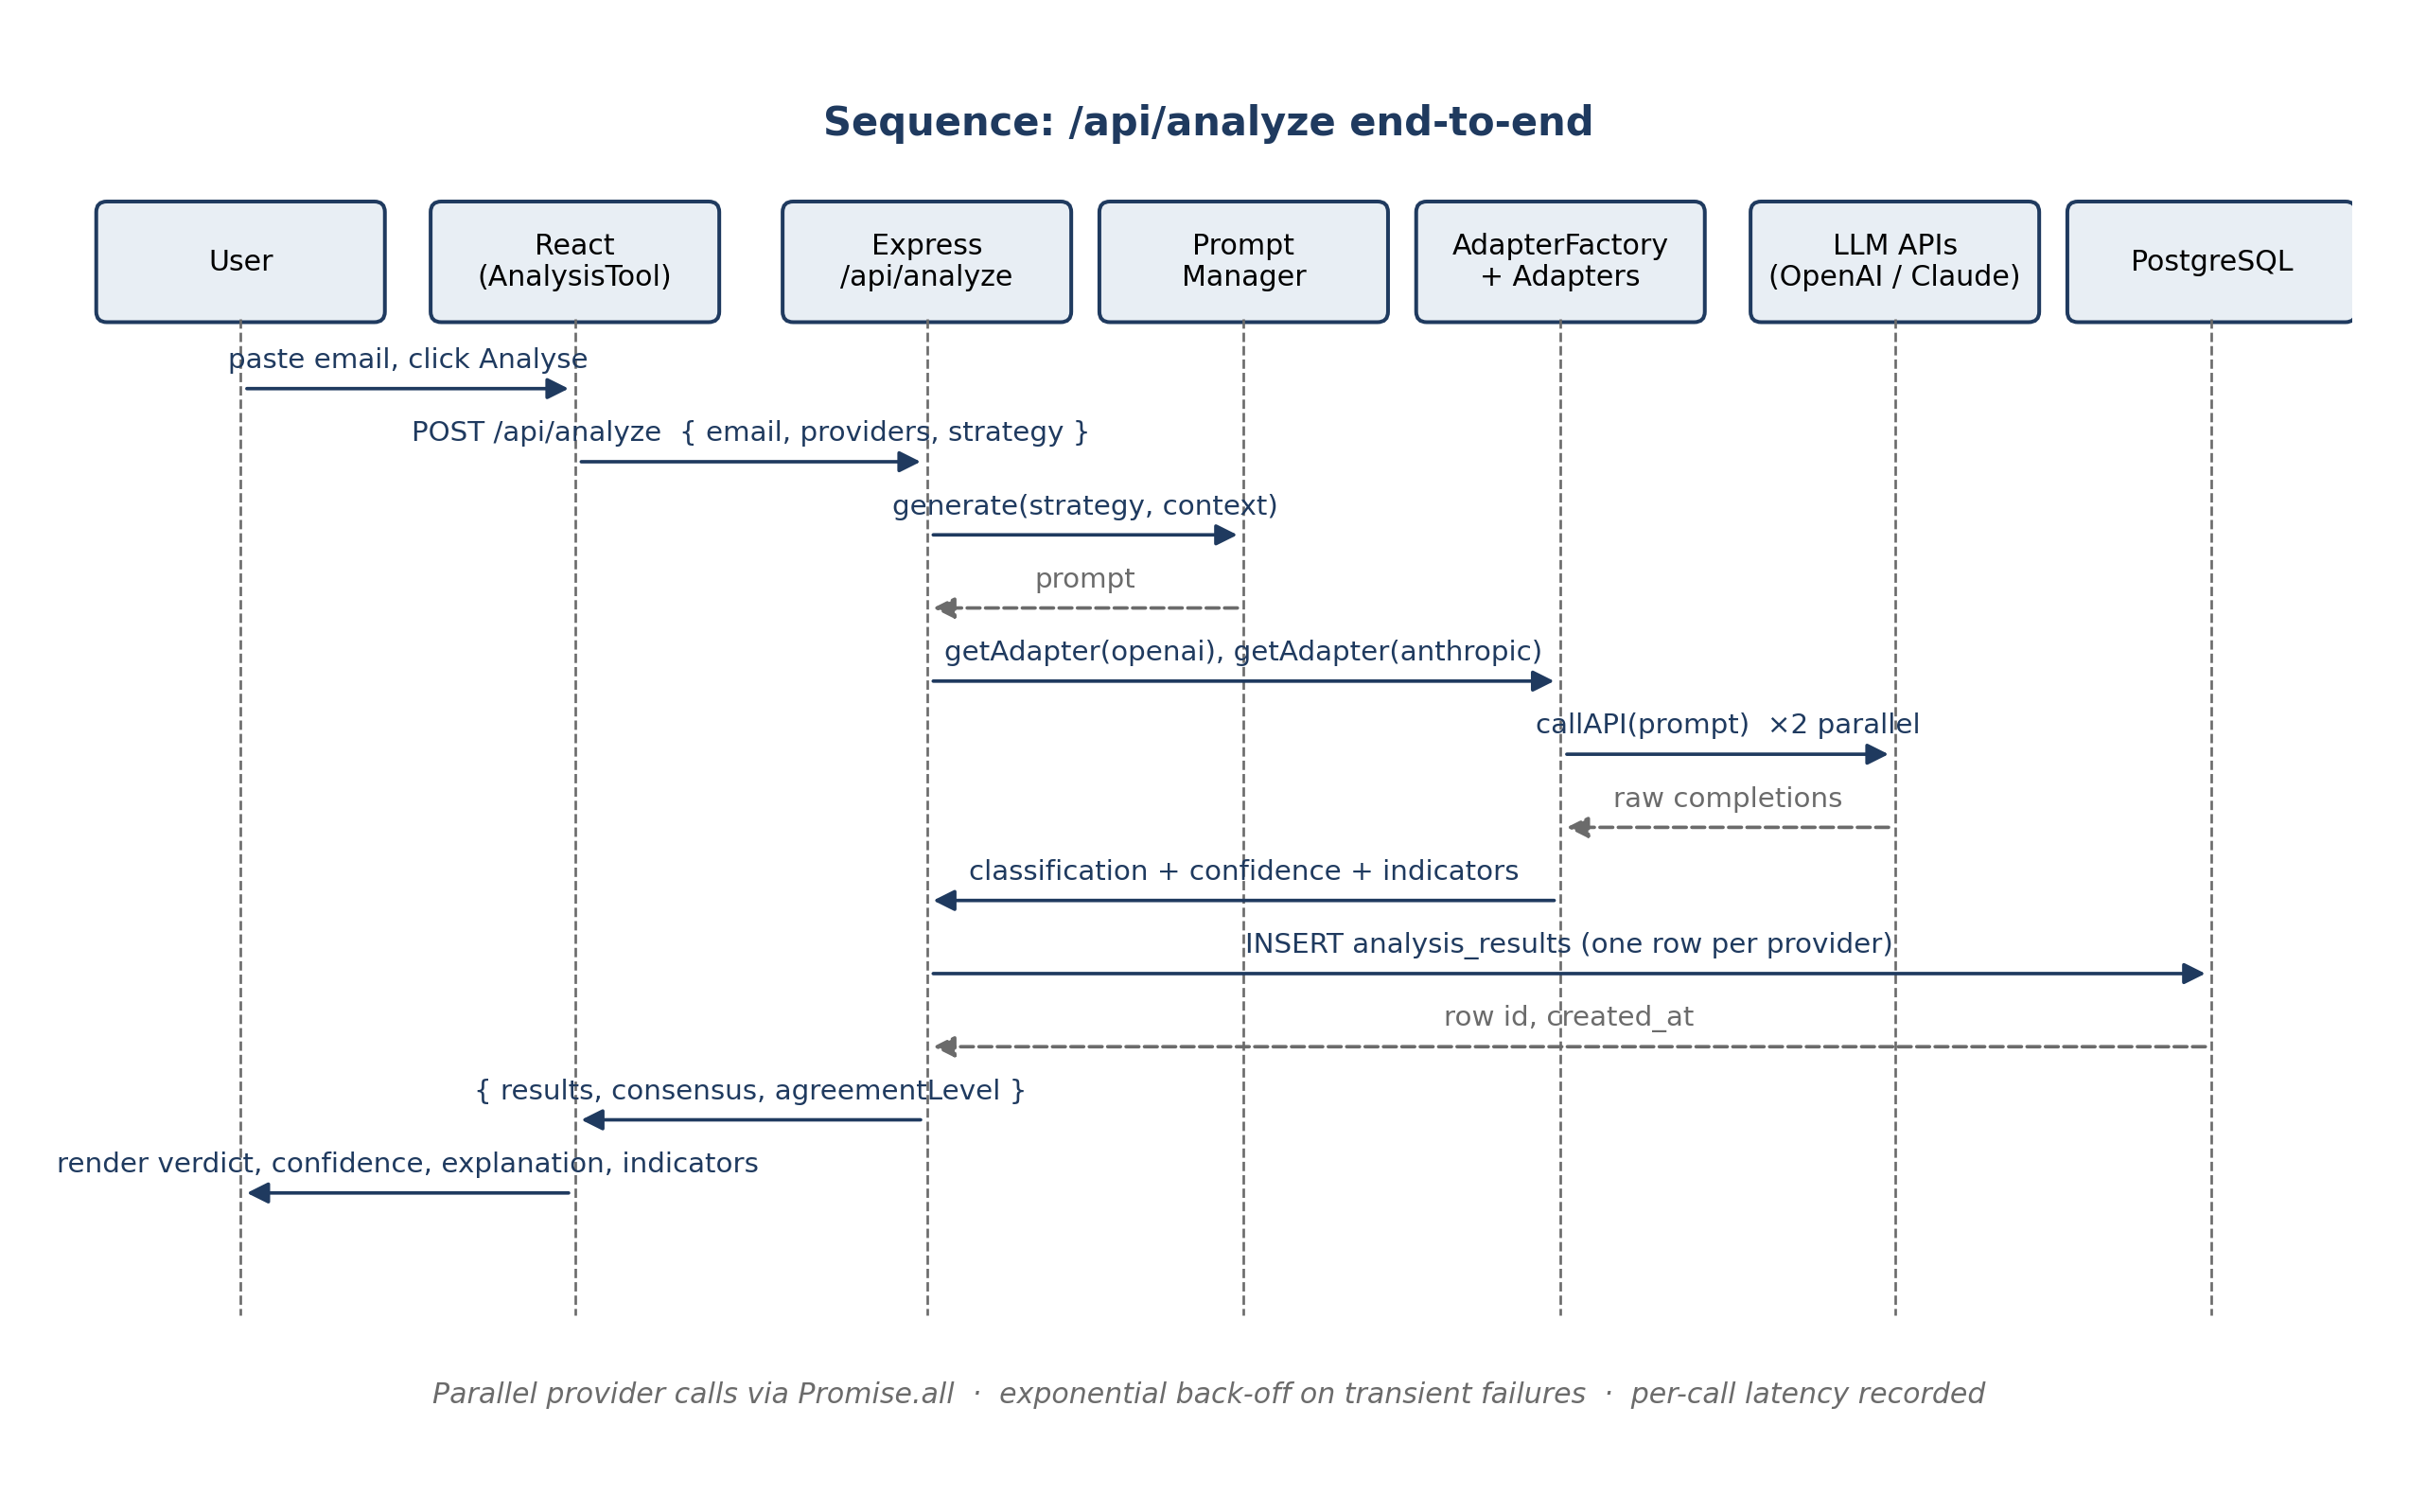 Sequence: /api/analyze end-to-end
User
React
(AnalysisTool)
Express
/api/analyze
Prompt
Manager
AdapterFactory
+ Adapters
LLM APIs
(OpenAI / Claude)
PostgreSQL
paste email, click Analyse
POST /api/analyze  { email, providers, strategy }
generate(strategy, context)
prompt
getAdapter(openai), getAdapter(anthropic)
callAPI(prompt)  ×2 parallel
raw completions
classification + confidence + indicators
INSERT analysis_results (one row per provider)
row id, created_at
{ results, consensus, agreementLevel }
render verdict, confidence, explanation, indicators
Parallel provider calls via Promise.all  ·  exponential back-off on transient failures  ·  per-call latency recorded